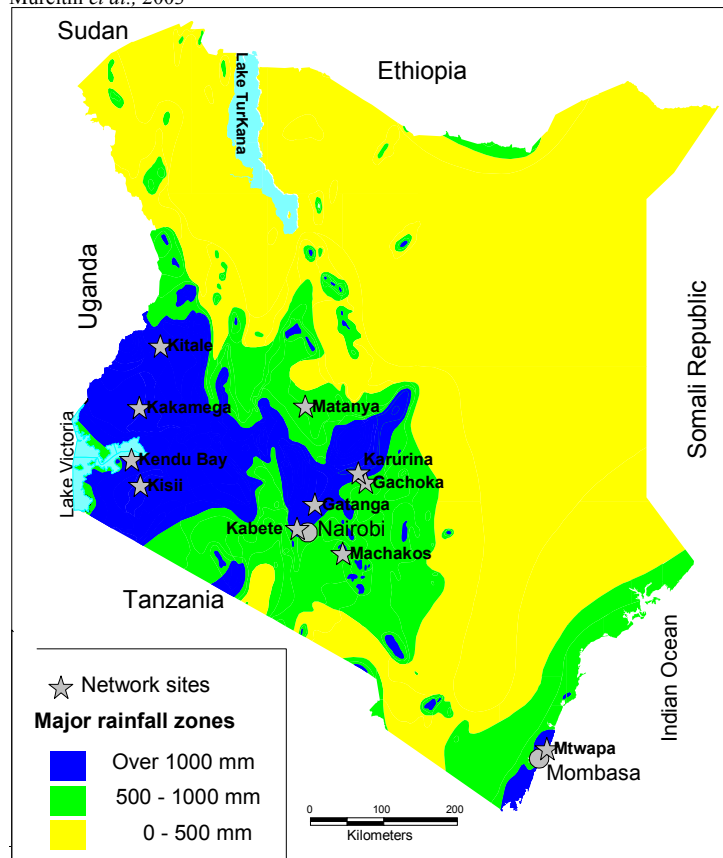 Sudan
Ethiopia
Lake TurKana
Uganda
Somali Republic
Kitale
Kakamega
Matanya
Lake Victoria
Kendu Bay
Karurina
Kisii
Gachoka
Gatanga
Kabete
Nairobi
Machakos
Tanzania
Indian Ocean
Network sites
Major rainfall zones
Mtwapa
Mombasa
Over 1000 mm
500 - 1000 mm
0 - 500 mm
0 100 200
Kilometers